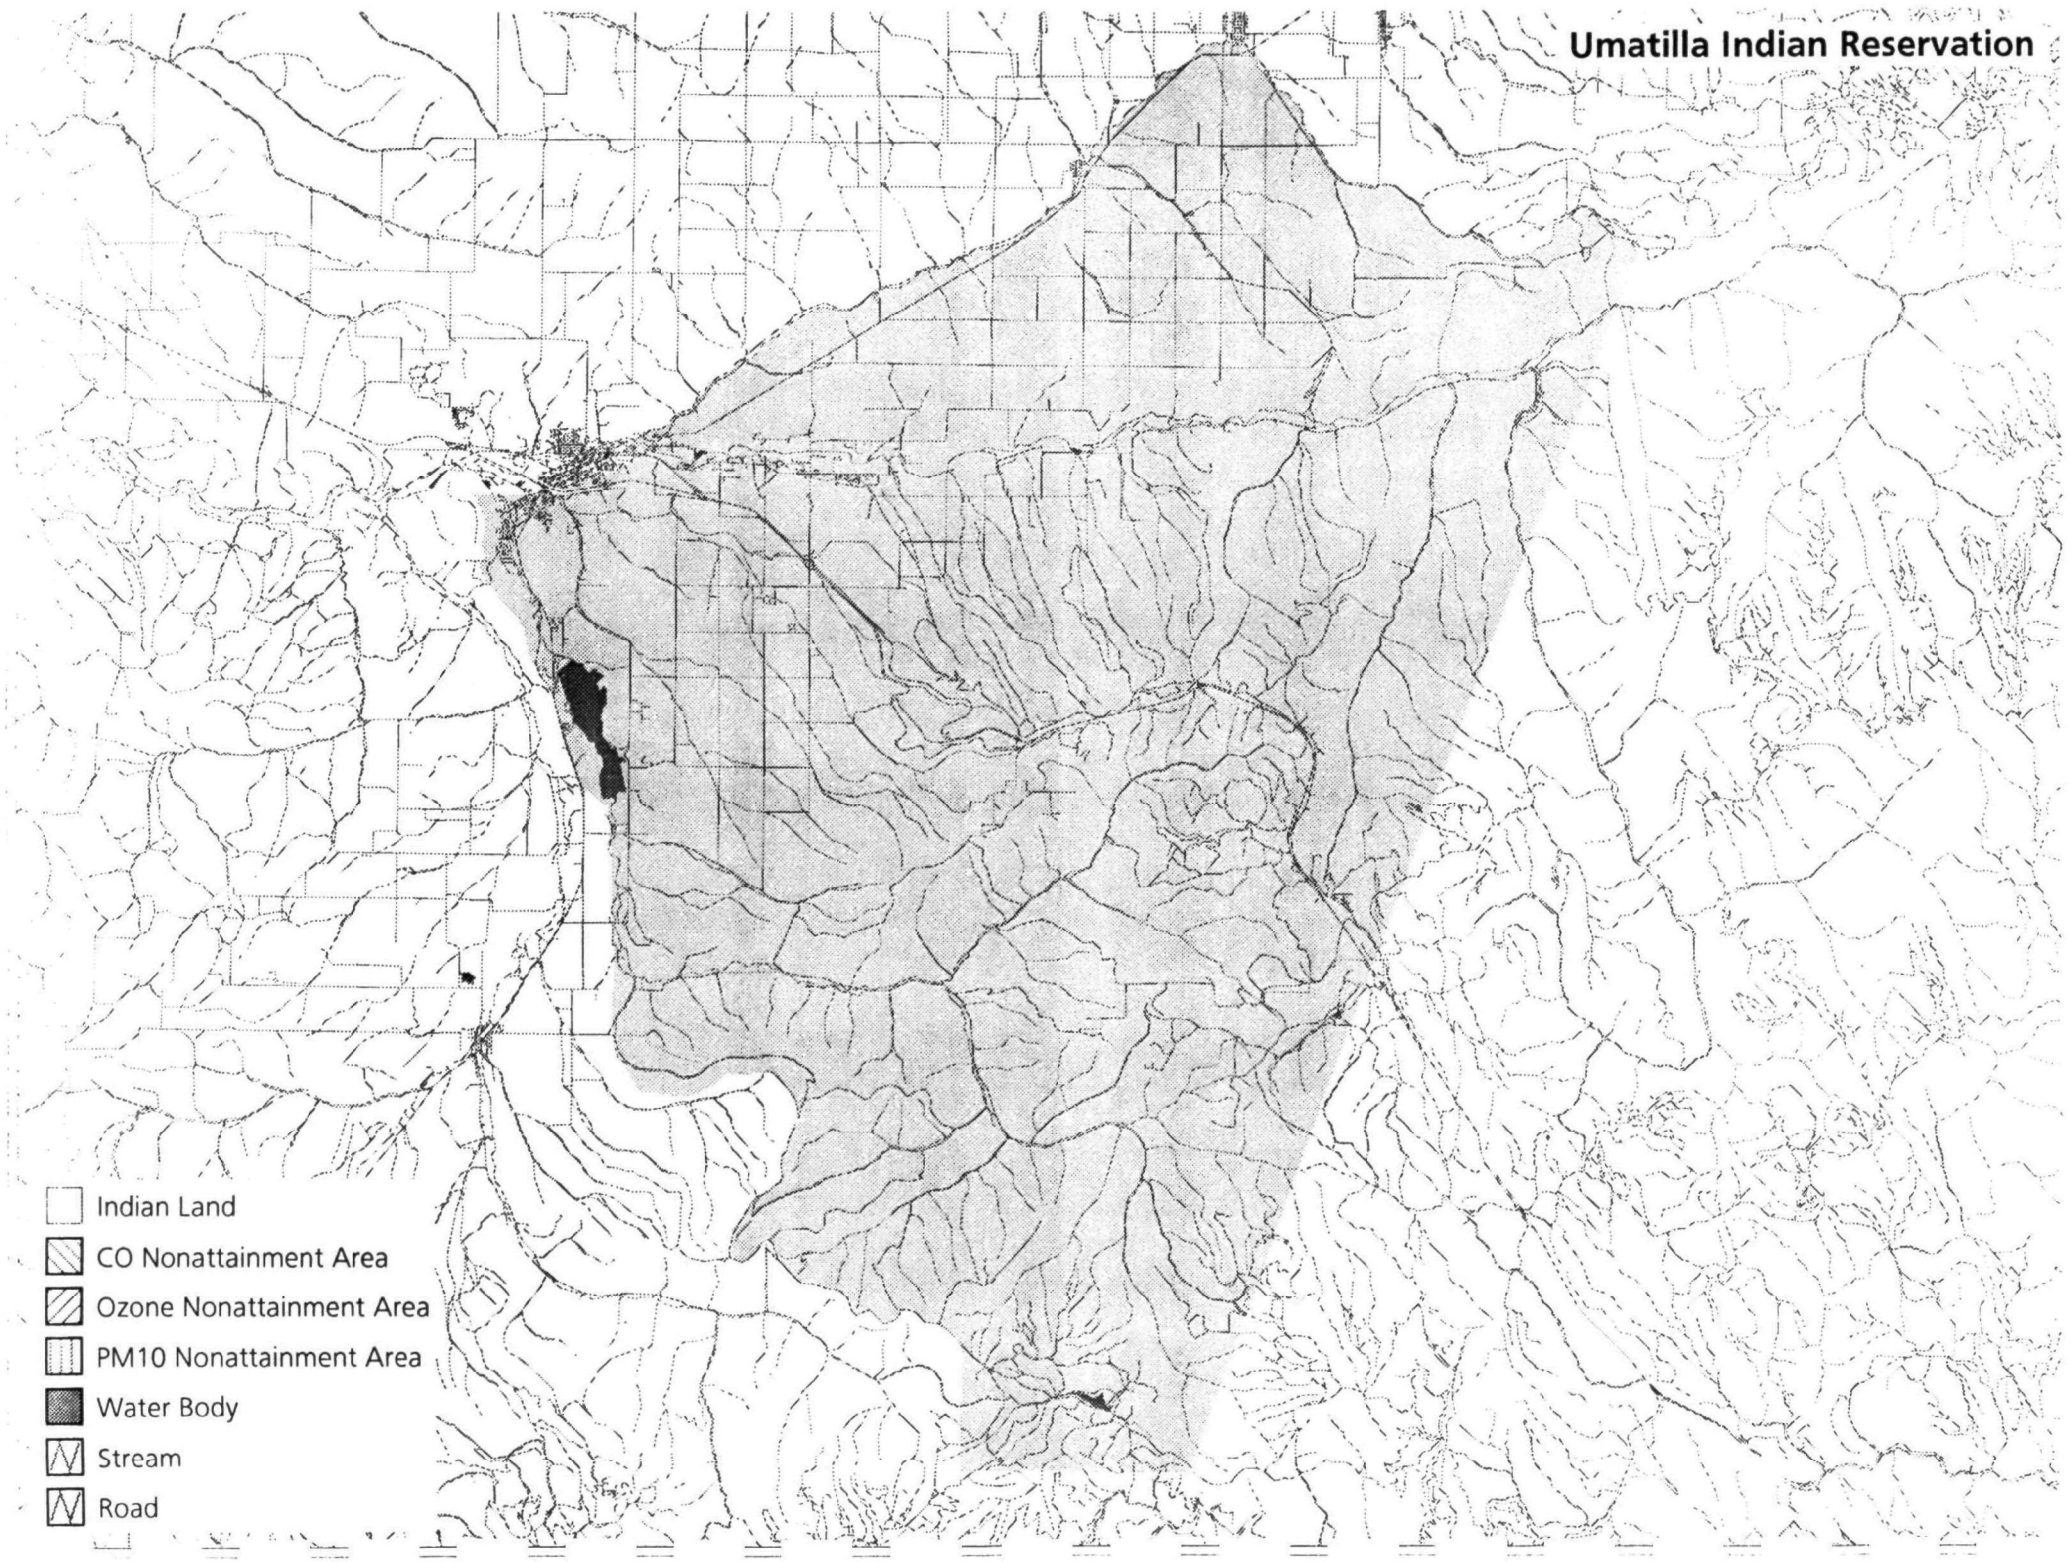 Umatilla Indian Reservation
Indian Land
CO Nonattainment Area
Ozone Nonattainment Area
PM10 Nonattainment Area
Water Body
Stream
Road